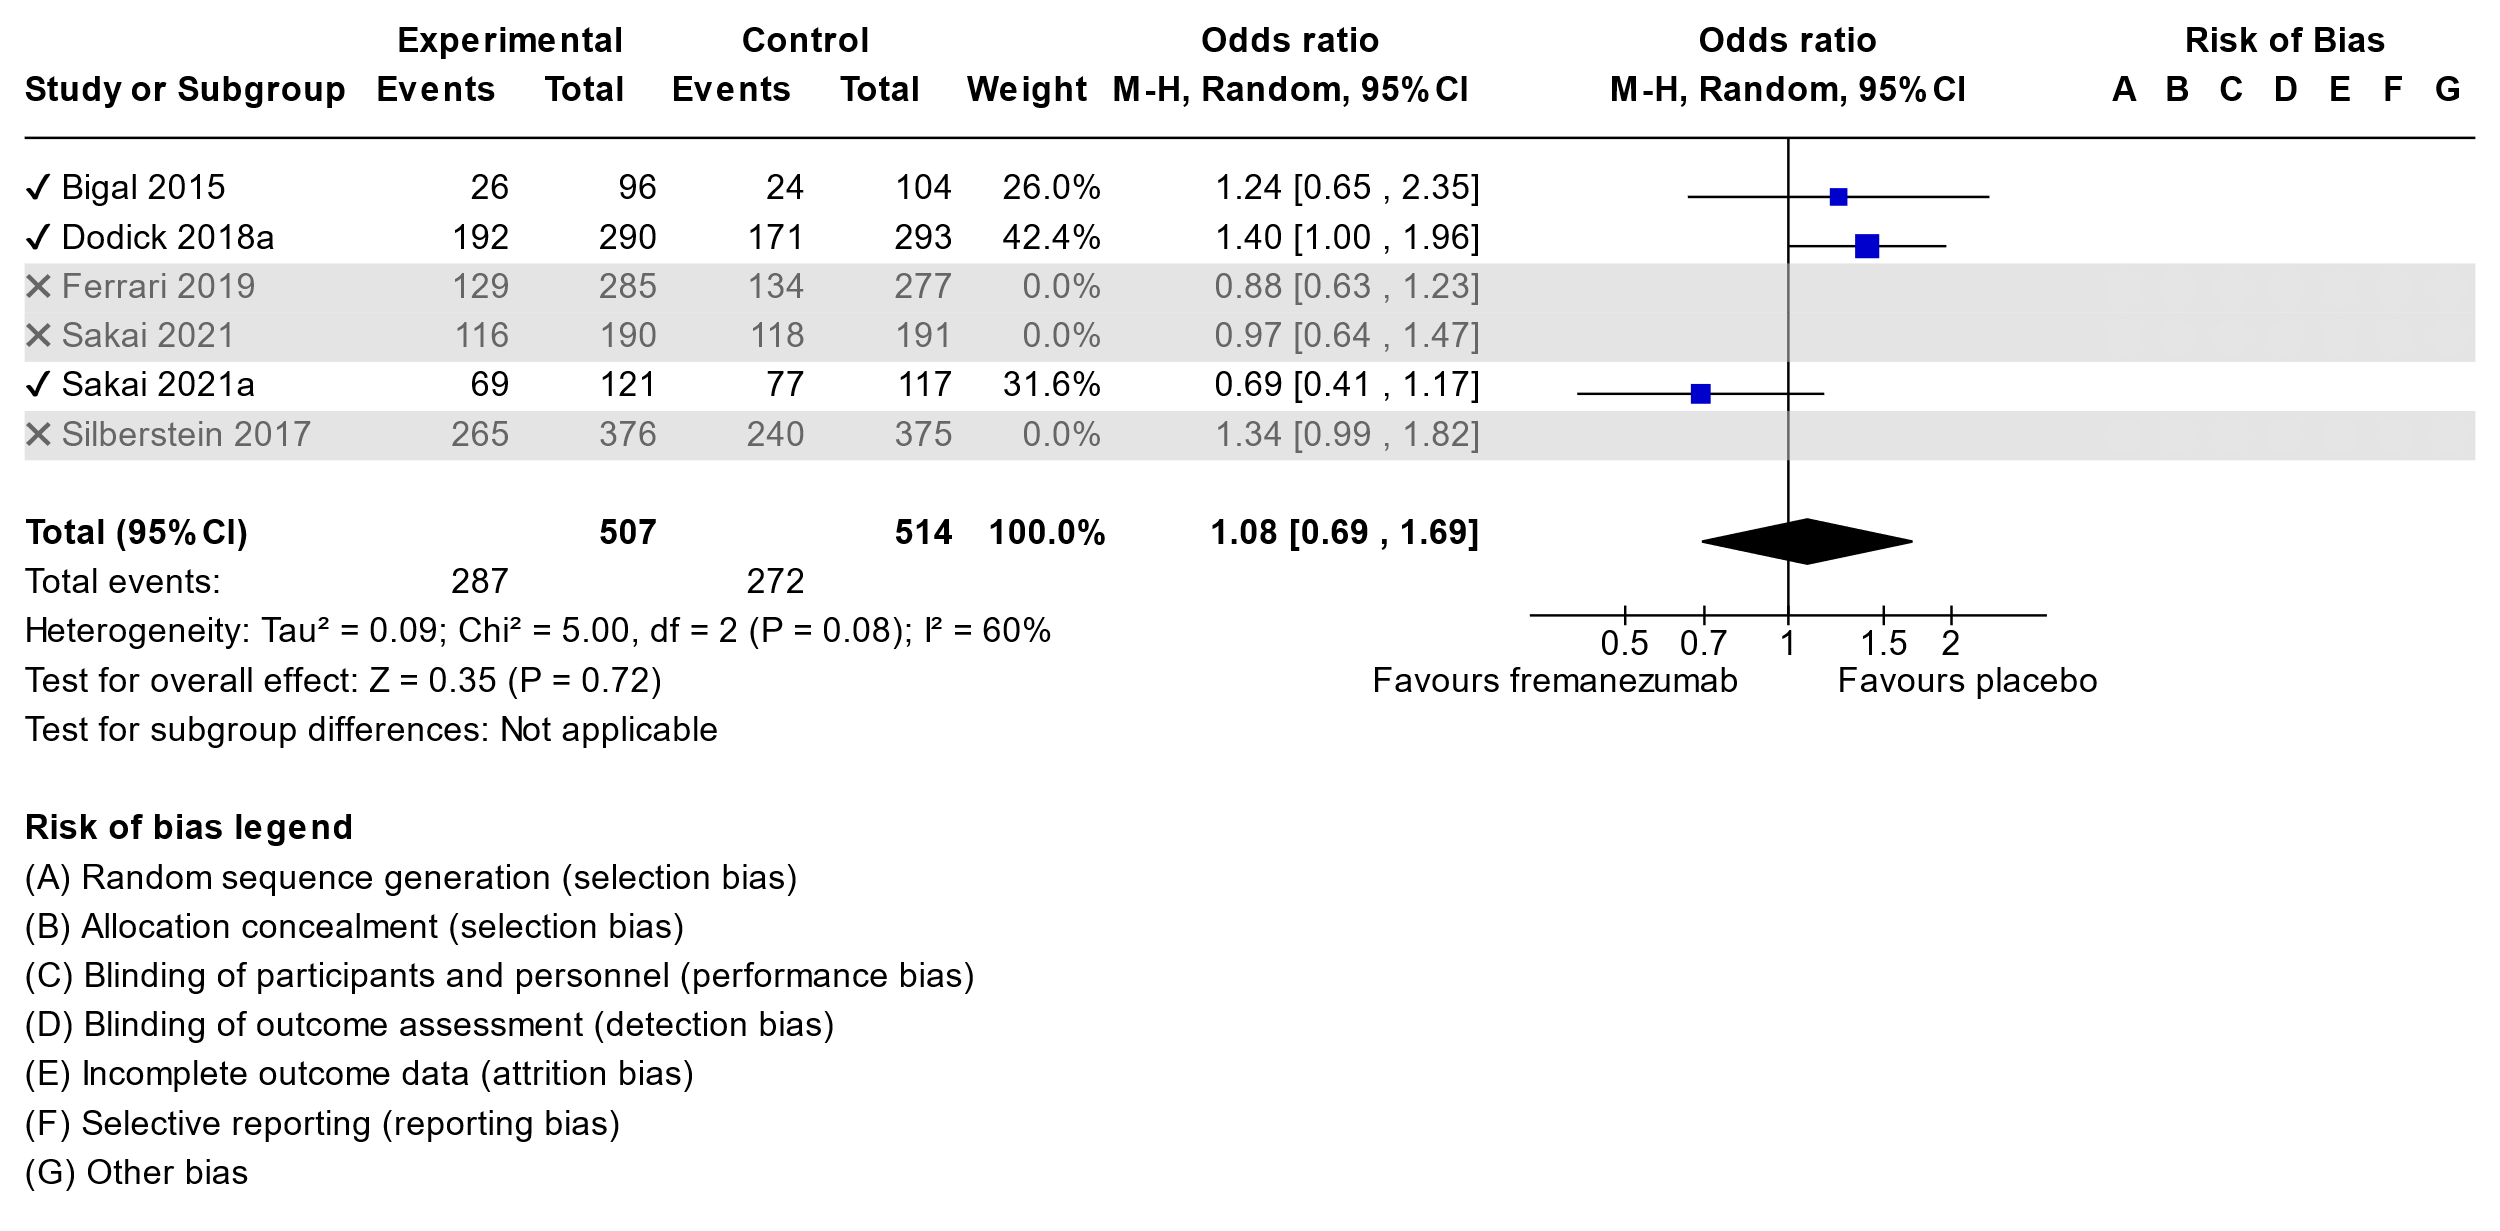 Experimental Control Odds ratio Odds ratio Risk of Bias
Study or Subgroup Events Total Events Total Weight M-H, Random, 95% CI M-H, Random, 95% CI A B C D E F G
✓ Bigal 2015 26 96 24 104 26.0% 1.24 [0.65 , 2.35]
✓ Dodick 2018a 192 290 171 293 42.4% 1.40 [1.00 , 1.96]
✕ Ferrari 2019 129 285 134 277 0.0% 0.88 [0.63 , 1.23]
✕ Sakai 2021 116 190 118 191 0.0% 0.97 [0.64 , 1.47]
✓ Sakai 2021a 69 121 77 117 31.6% 0.69 [0.41 , 1.17]
✕ Silberstein 2017 265 376 240 375 0.0% 1.34 [0.99 , 1.82]
Total (95% CI) 507 514 100.0% 1.08 [0.69 , 1.69]
Total events: 287 272
Heterogeneity: Tau² = 0.09; Chi² = 5.00, df = 2 (P = 0.08); I² = 60%
0.5 0.7 1 1.5 2
Test for overall effect: Z = 0.35 (P = 0.72)
Favours fremanezumab Favours placebo
Test for subgroup differences: Not applicable
Risk of bias legend
(A) Random sequence generation (selection bias)
(B) Allocation concealment (selection bias)
(C) Blinding of participants and personnel (performance bias)
(D) Blinding of outcome assessment (detection bias)
(E) Incomplete outcome data (attrition bias)
(F) Selective reporting (reporting bias)
(G) Other bias